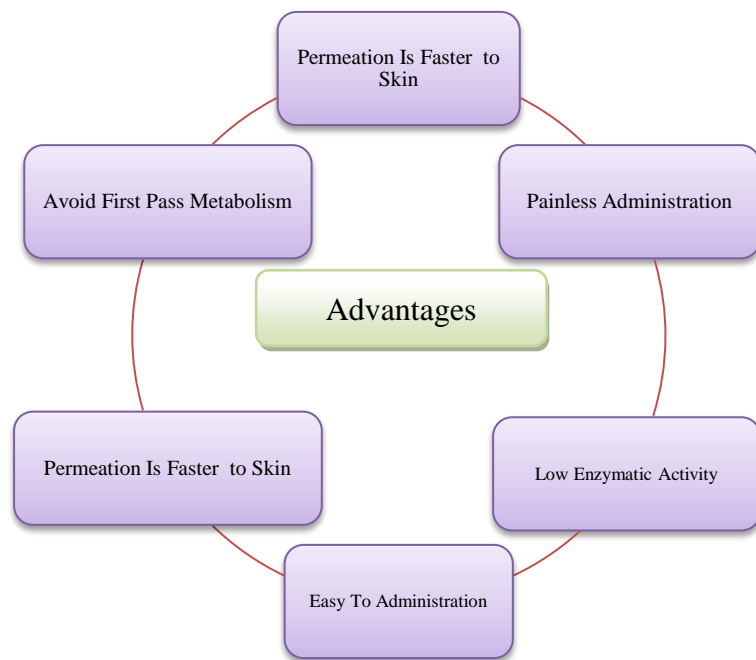 Permeation Is Faster to
Skin
Avoid First Pass Metabolism
Painless Administration
Advantages
Permeation Is Faster to Skin
Low Enzymatic Activity
Easy To Administration